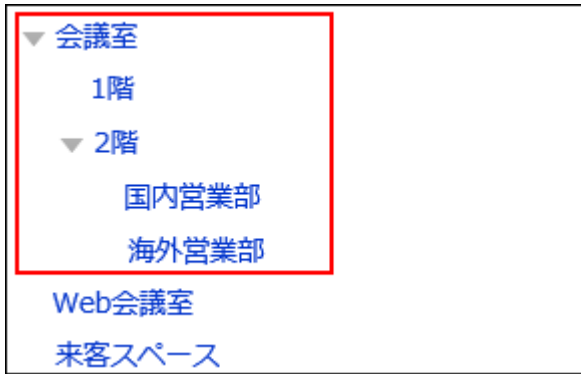 会議室
1階
2階
国内営業部
海外営業部
Web会議室
来客スペース